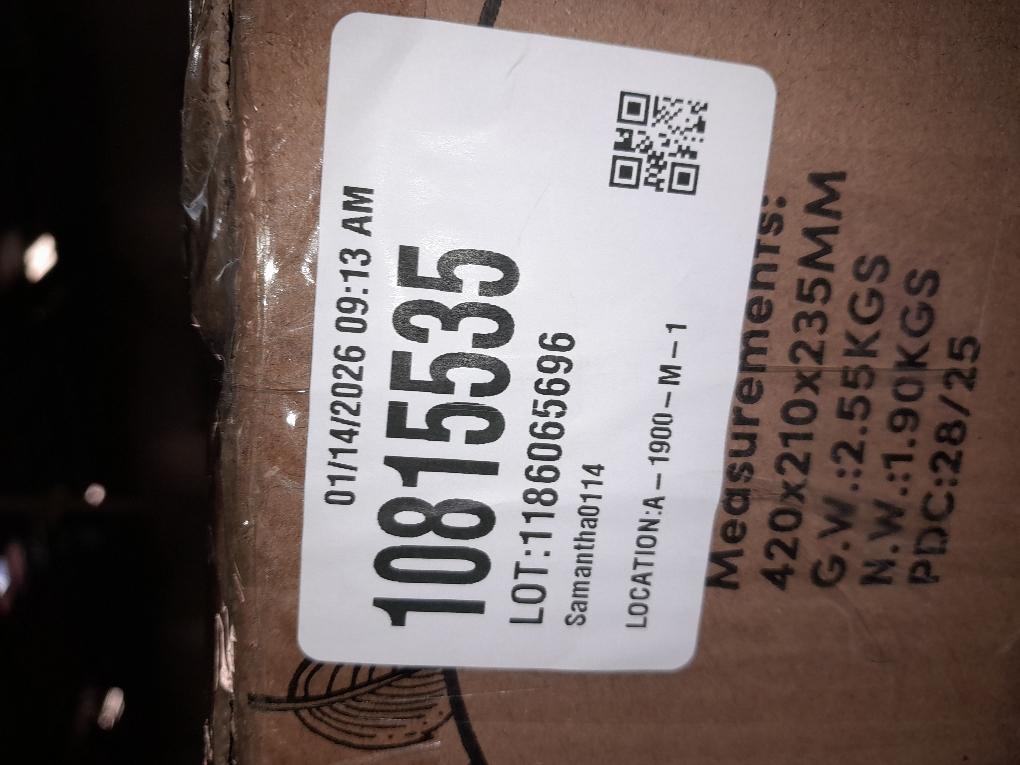 01/14/2026 09:13 AM
10815535
LOT:1186065696
Samantha0114
LOCATION:A-1900-M-1
Measurements:
420x210x235MM
G.W.:2.55KGS
N.W.:1.90KGS
PDC:28/25